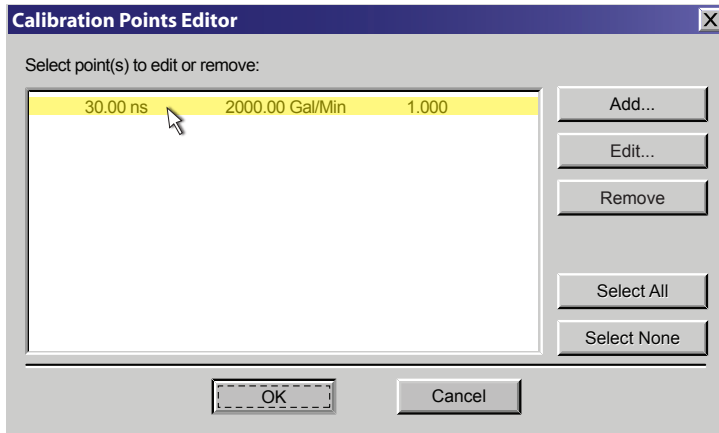 Calibration Points Editor
X
Select point(s) to edit or remove:
30.00 ns 2000.00 Gal/Min 1.000
Add...
Edit...
Remove
Select All
Select None
OK
Cancel